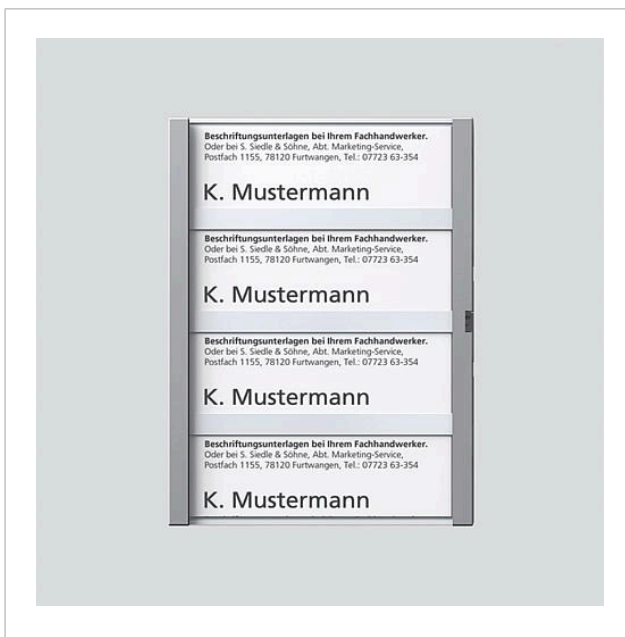 Beschriftungsunterlagen bei Ihrem Fachhandwerker.
Oder bei S. Siedle & Söhne, Abt. Marketing-Service,
Postfach 1155, 78120 Furtwangen, Tel.: 07723 63-354
K. Mustermann
Beschriftungsunterlagen bei Ihrem Fachhandwerker.
Oder bei S. Siedle & Söhne, Abt. Marketing-Service,
Postfach 1155, 78120 Furtwangen, Tel.: 07723 63-354
K. Mustermann
Beschriftungsunterlagen bei Ihrem Fachhandwerker.
Oder bei S. Siedle & Söhne, Abt. Marketing-Service,
Postfach 1155, 78120 Furtwangen, Tel.: 07723 63-354
K. Mustermann
Beschriftungsunterlagen bei Ihrem Fachhandwerker.
Oder bei S. Siedle & Söhne, Abt. Marketing-Service,
Postfach 1155, 78120 Furtwangen, Tel.: 07723 63-354
K. Mustermann